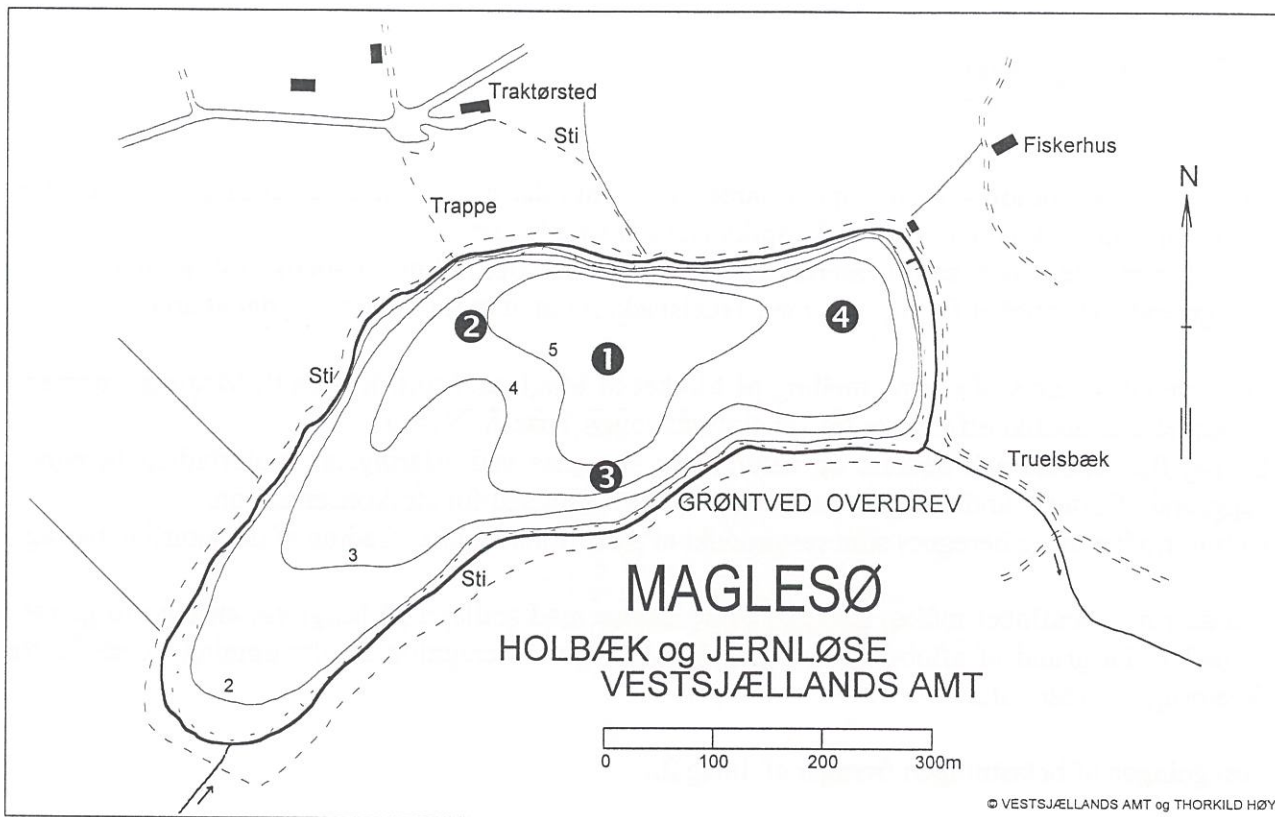 Traktørsted
Sti
Fiskerhus
Trappe
N
2
4
1
5
Sti
4
3
Truelsbæk
GRØNTVED OVERDREV
3
Sti
MAGLESØ
HOLBÆK og JERNLØSE
VESTSJÆLLANDS AMT
2
0 100 200 300m
© VESTSJÆLLANDS AMT og THORKILD HØY